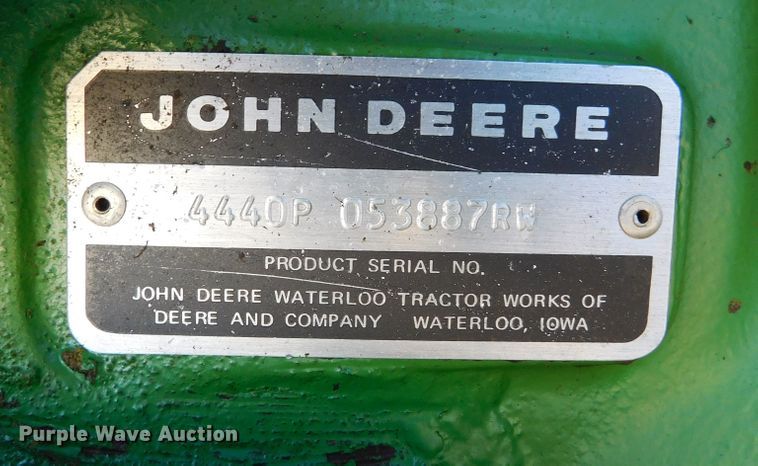 JOHN DEERE
4440P 053887RW
PRODUCT SERIAL NO.
JOHN DEERE WATERLOO TRACTOR WORKS OF
DEERE AND COMPANY WATERLOO, IOWA
Purple Wave Auction